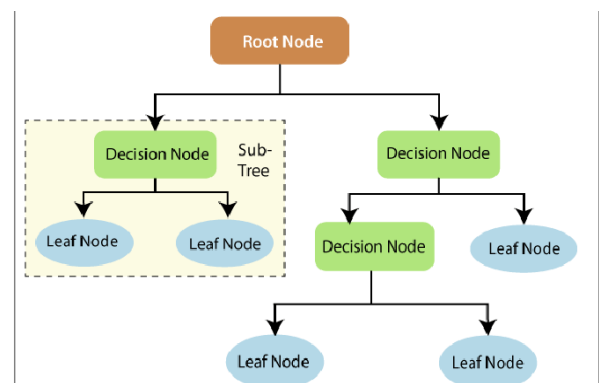 Root Node
Decision Node
Sub-
Tree
Decision Node
Leaf Node
Leaf Node
Decision Node
Leaf Node
Leaf Node
Leaf Node